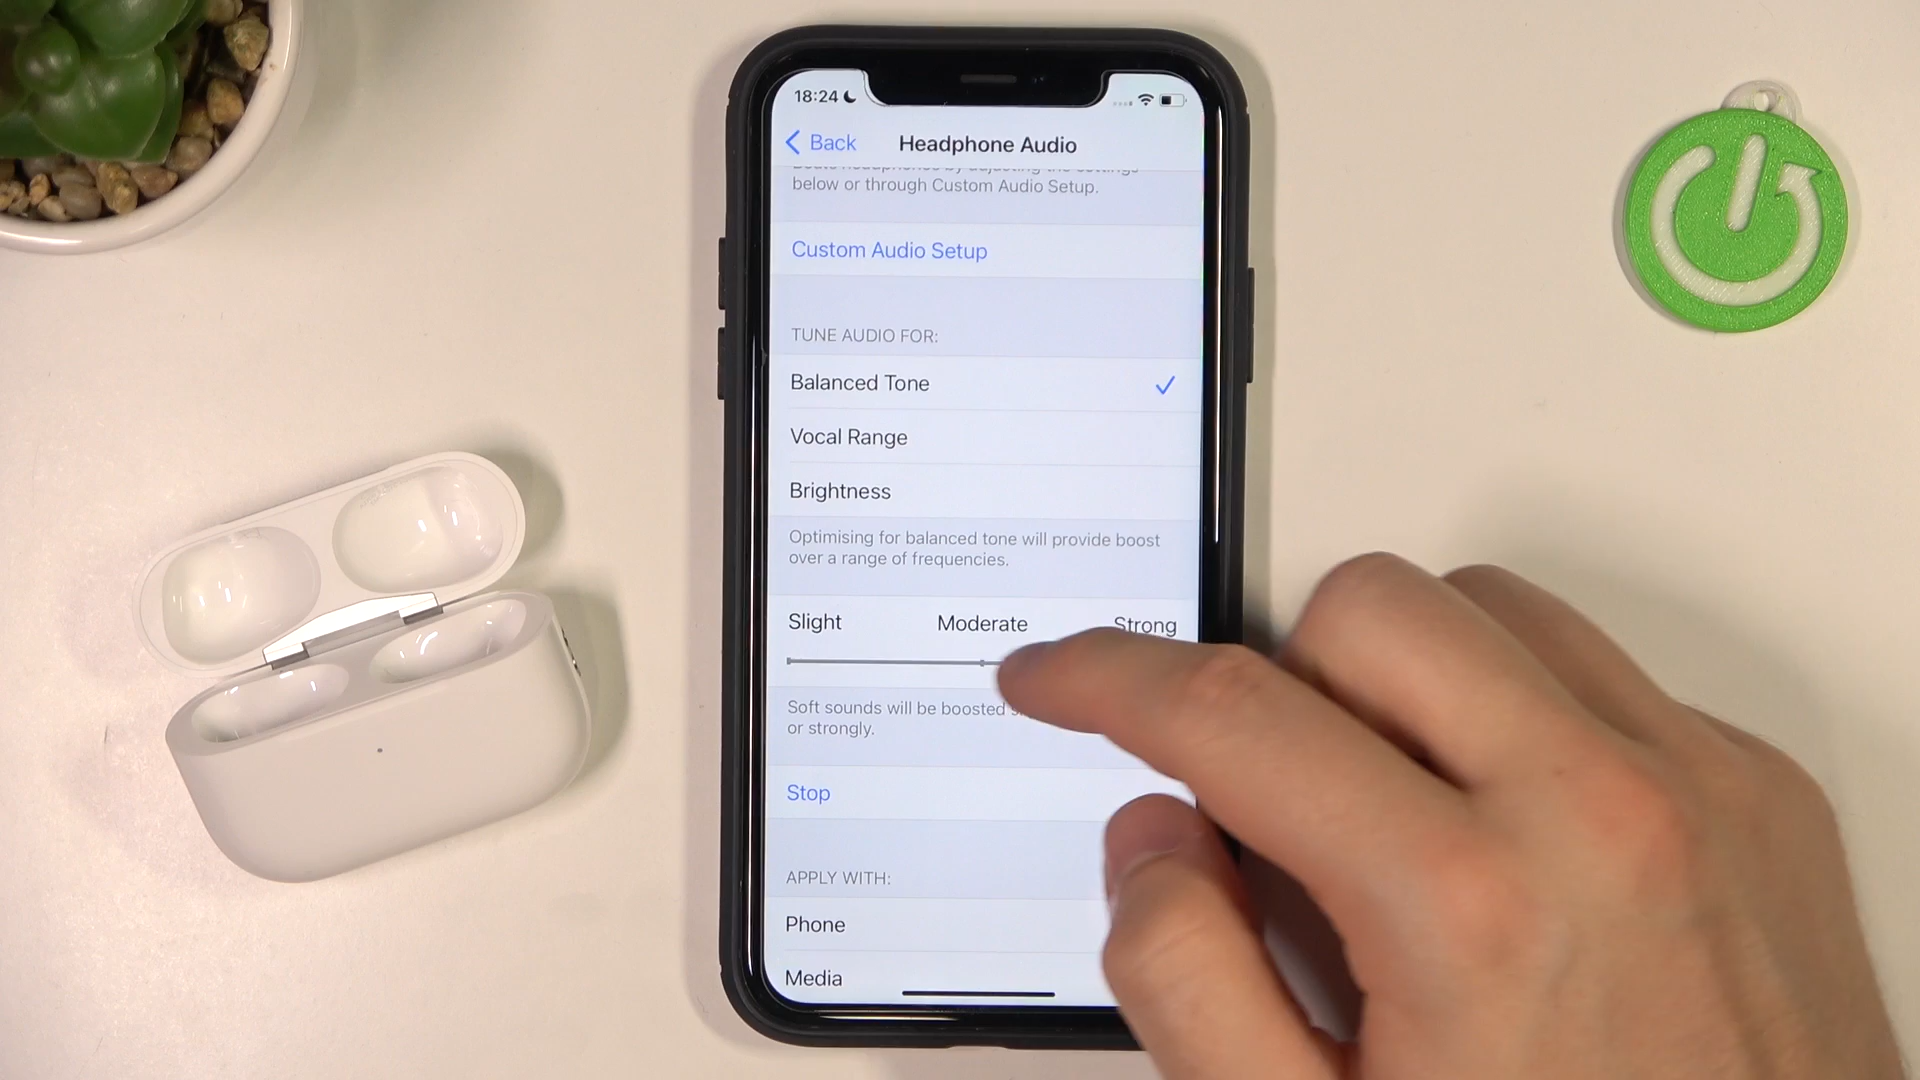 18:24
Back
Headphone Audio
below or through Custom Audio Setup.
Custom Audio Setup
TUNE AUDIO FOR:
Balanced Tone
Vocal Range
Brightness
Optimising for balanced tone will provide boost
over a range of frequencies.
Slight Moderate Strong
Soft sounds will be boosted
or strongly.
Stop
APPLY WITH:
Phone
Media